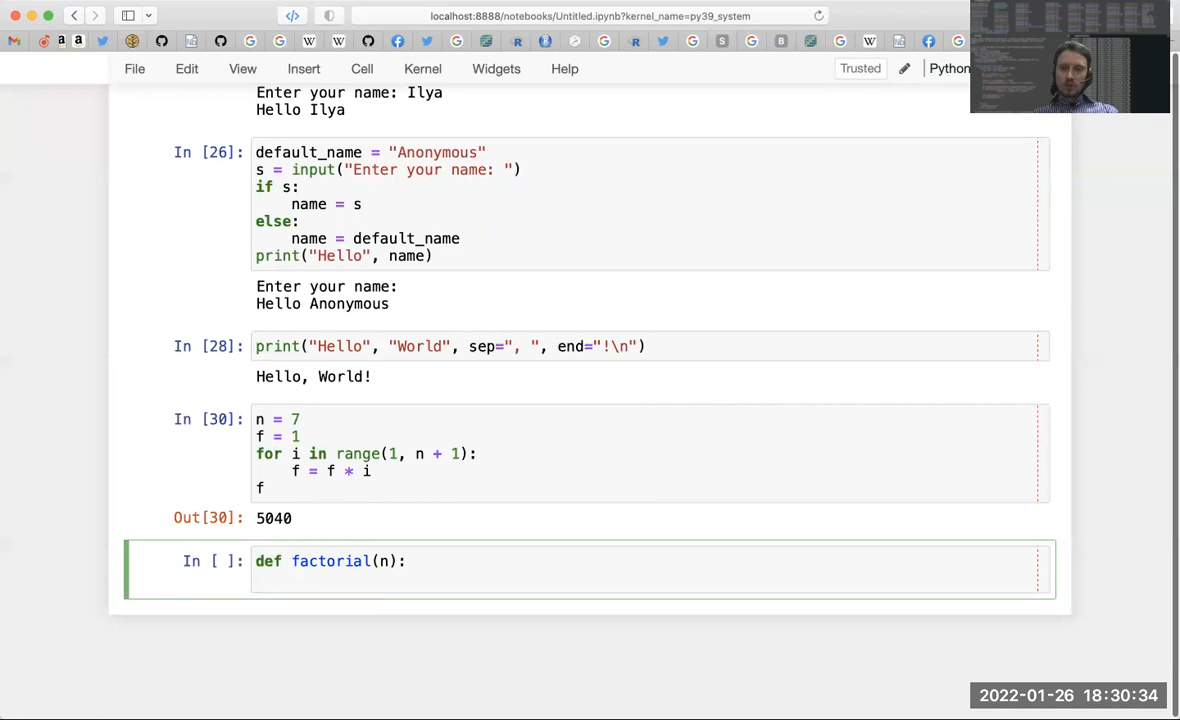 localhost:8888/notebooks/Untitled.ipynb?kernel_name=py39_system
File Edit View Insert Cell Kernel Widgets Help Trusted Python
Enter your name: Ilya
Hello Ilya
In [26]: default_name = "Anonymous"
s = input("Enter your name: ")
if s:
    name = s
else:
    name = default_name
print("Hello", name)
Enter your name:
Hello Anonymous
In [28]: print("Hello", "World", sep=", ", end="!\n")
Hello, World!
In [30]: n = 7
f = 1
for i in range(1, n + 1):
    f = f * i
f
Out[30]: 5040
In [ ]: def factorial(n):
2022-01-26 18:30:34